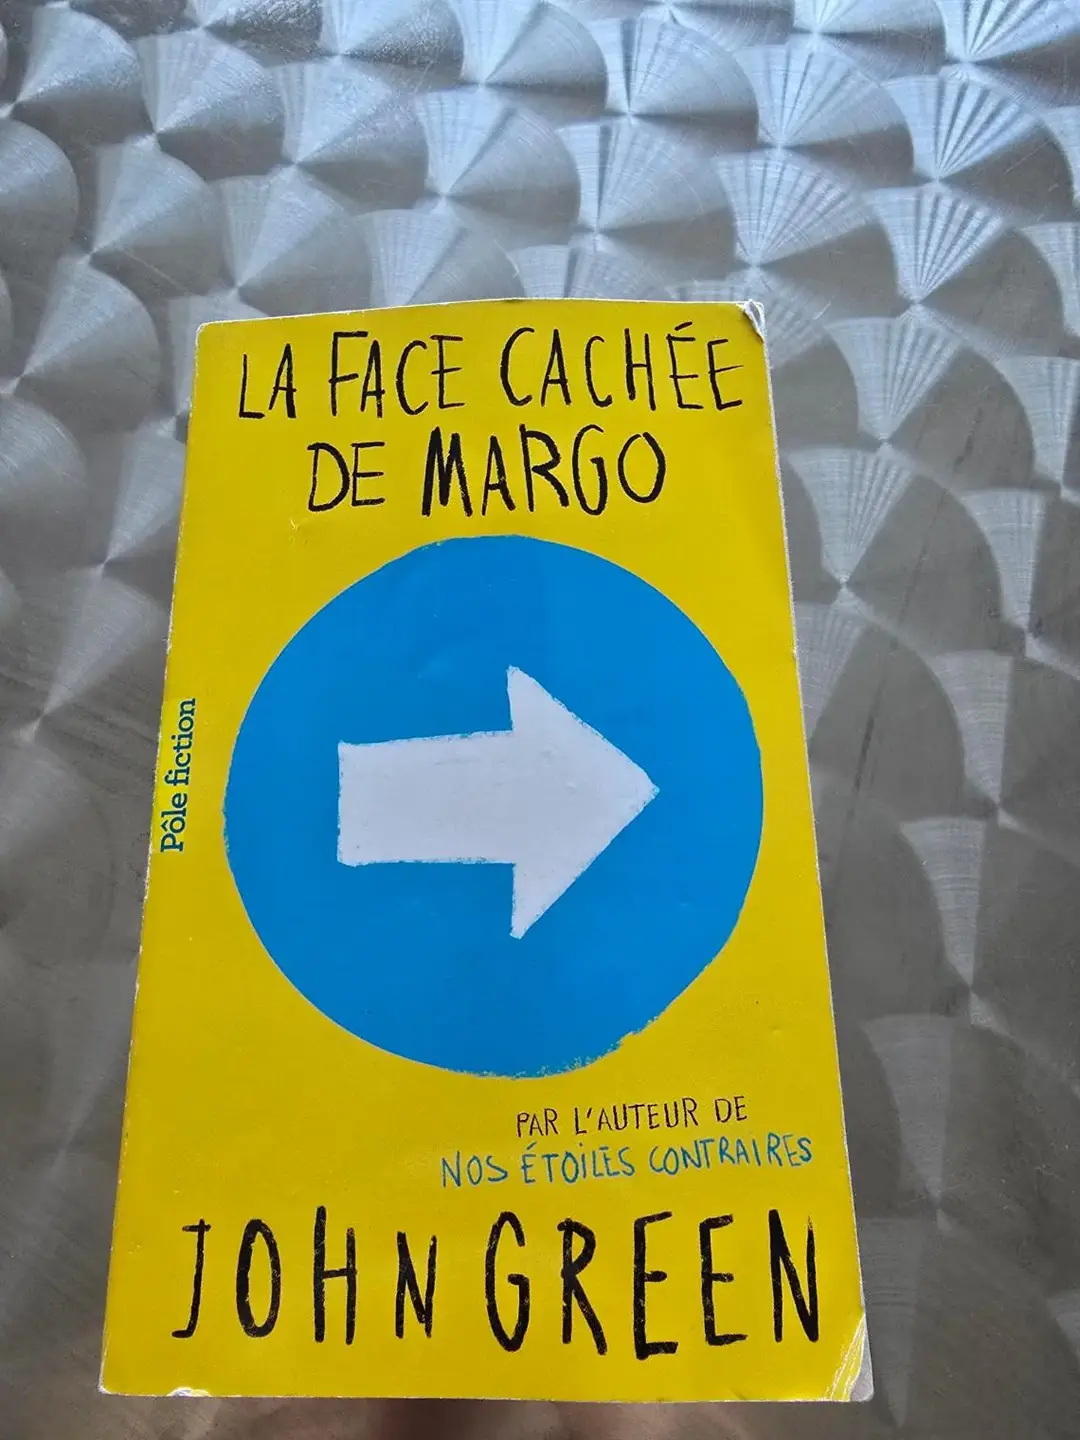 LA FACE CACHÉE
DE MARGO
Pôle fiction
PAR L'AUTEUR DE
NOS ÉTOILES CONTRAIRES
JOHN GREEN